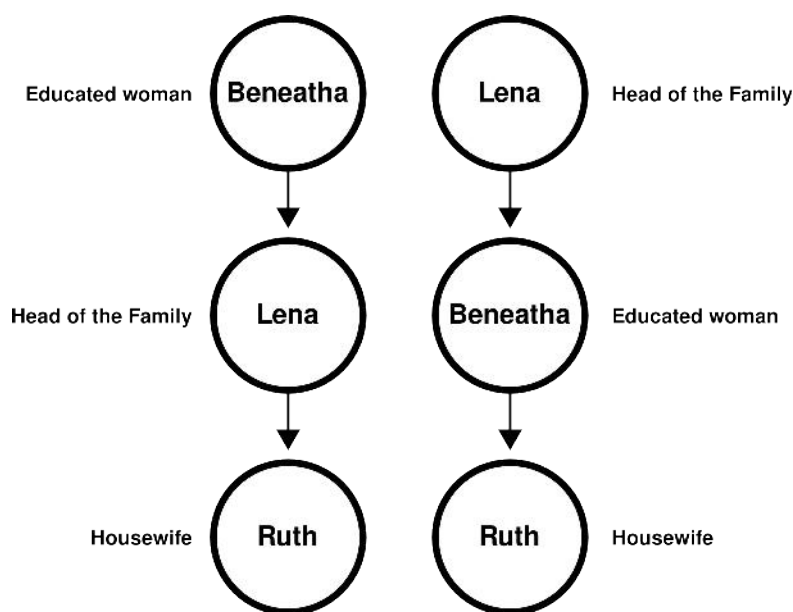 Educated woman Beneatha Lena Head of the Family
Head of the Family Lena Beneatha Educated woman
Housewife Ruth Ruth Housewife